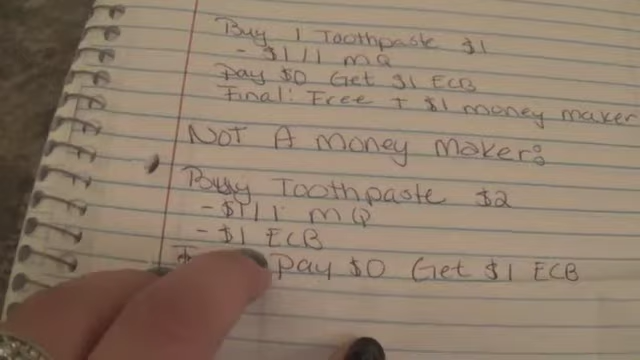 Buy 1 Toothpaste $1
- $1/1 MQ
Pay $0 Get $1 ECB
Final: Free + $1 money maker
Not A money maker:
Buy Toothpaste $2
- $1/1 MQ
- $1 ECB
Pay $0 Get $1 ECB